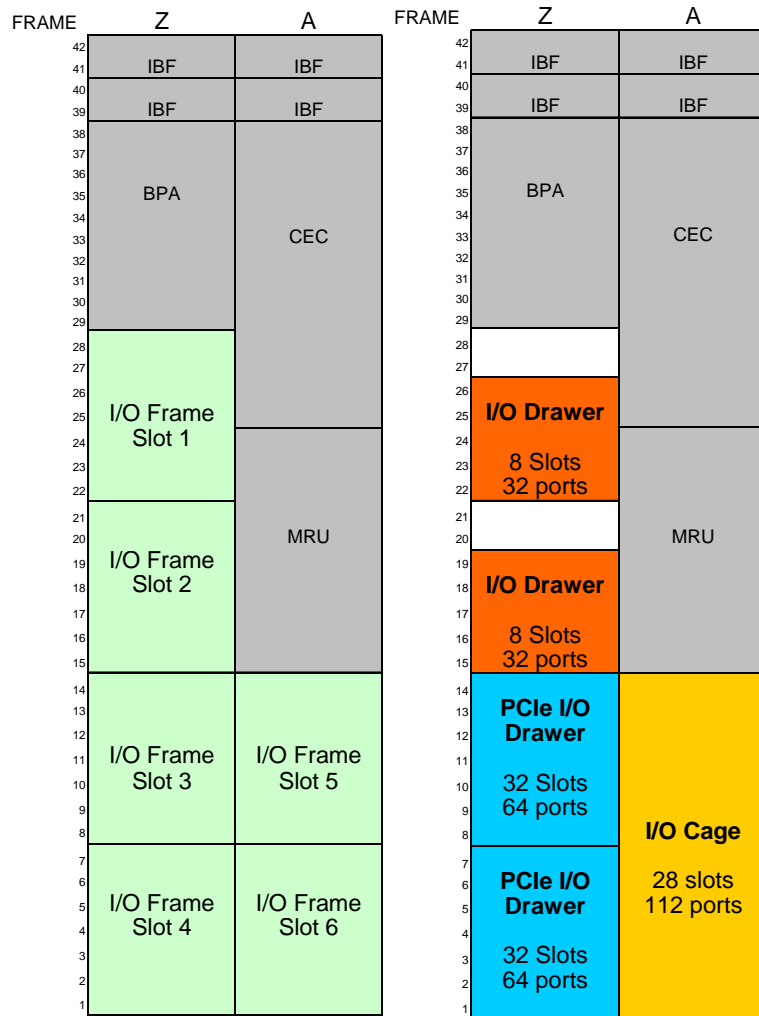 FRAME Z A
42
41 IBF IBF
40
39 IBF IBF
38
37
36
35 BPA
34
33 CEC
32
31
30
29
28
27
26
25 I/O Frame
24 Slot 1
23
22
21
20 MRU
19 I/O Frame
18 Slot 2
17
16
15
14
13
12
11 I/O Frame I/O Frame
10 Slot 3 Slot 5
9
8
7
6
5 I/O Frame I/O Frame
4 Slot 4 Slot 6
3
2
1
FRAME Z A
42
41 IBF IBF
40
39 IBF IBF
38
37
36
35 BPA
34
33 CEC
32
31
30
29
28
27
26
25 I/O Drawer
24
23 8 Slots
22 32 ports
21
20 MRU
19
18 I/O Drawer
17
16 8 Slots
15 32 ports
14
13 PCIe I/O
12 Drawer
11
10 32 Slots
9 64 ports
8 I/O Cage
7
6 PCIe I/O 28 slots
5 Drawer 112 ports
4
3 32 Slots
2 64 ports
1